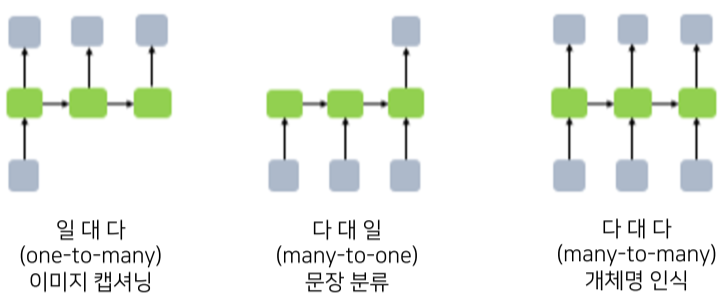 일 대 다
(one-to-many)
이미지 캡셔닝
다 대 일
(many-to-one)
문장 분류
다 대 다
(many-to-many)
개체명 인식